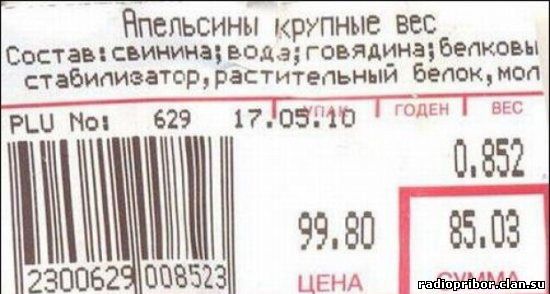 Апельсины крупные вес
Состав:свинина;вода;говядина;белковы
стабилизатор,растительный белок,мол
УПАК ГОДЕН ВЕС
PLU No: 629 17.05.10
0.852
99.80 85.03
2300629 008523
ЦЕНА СУММА
radiopribor.clan.su